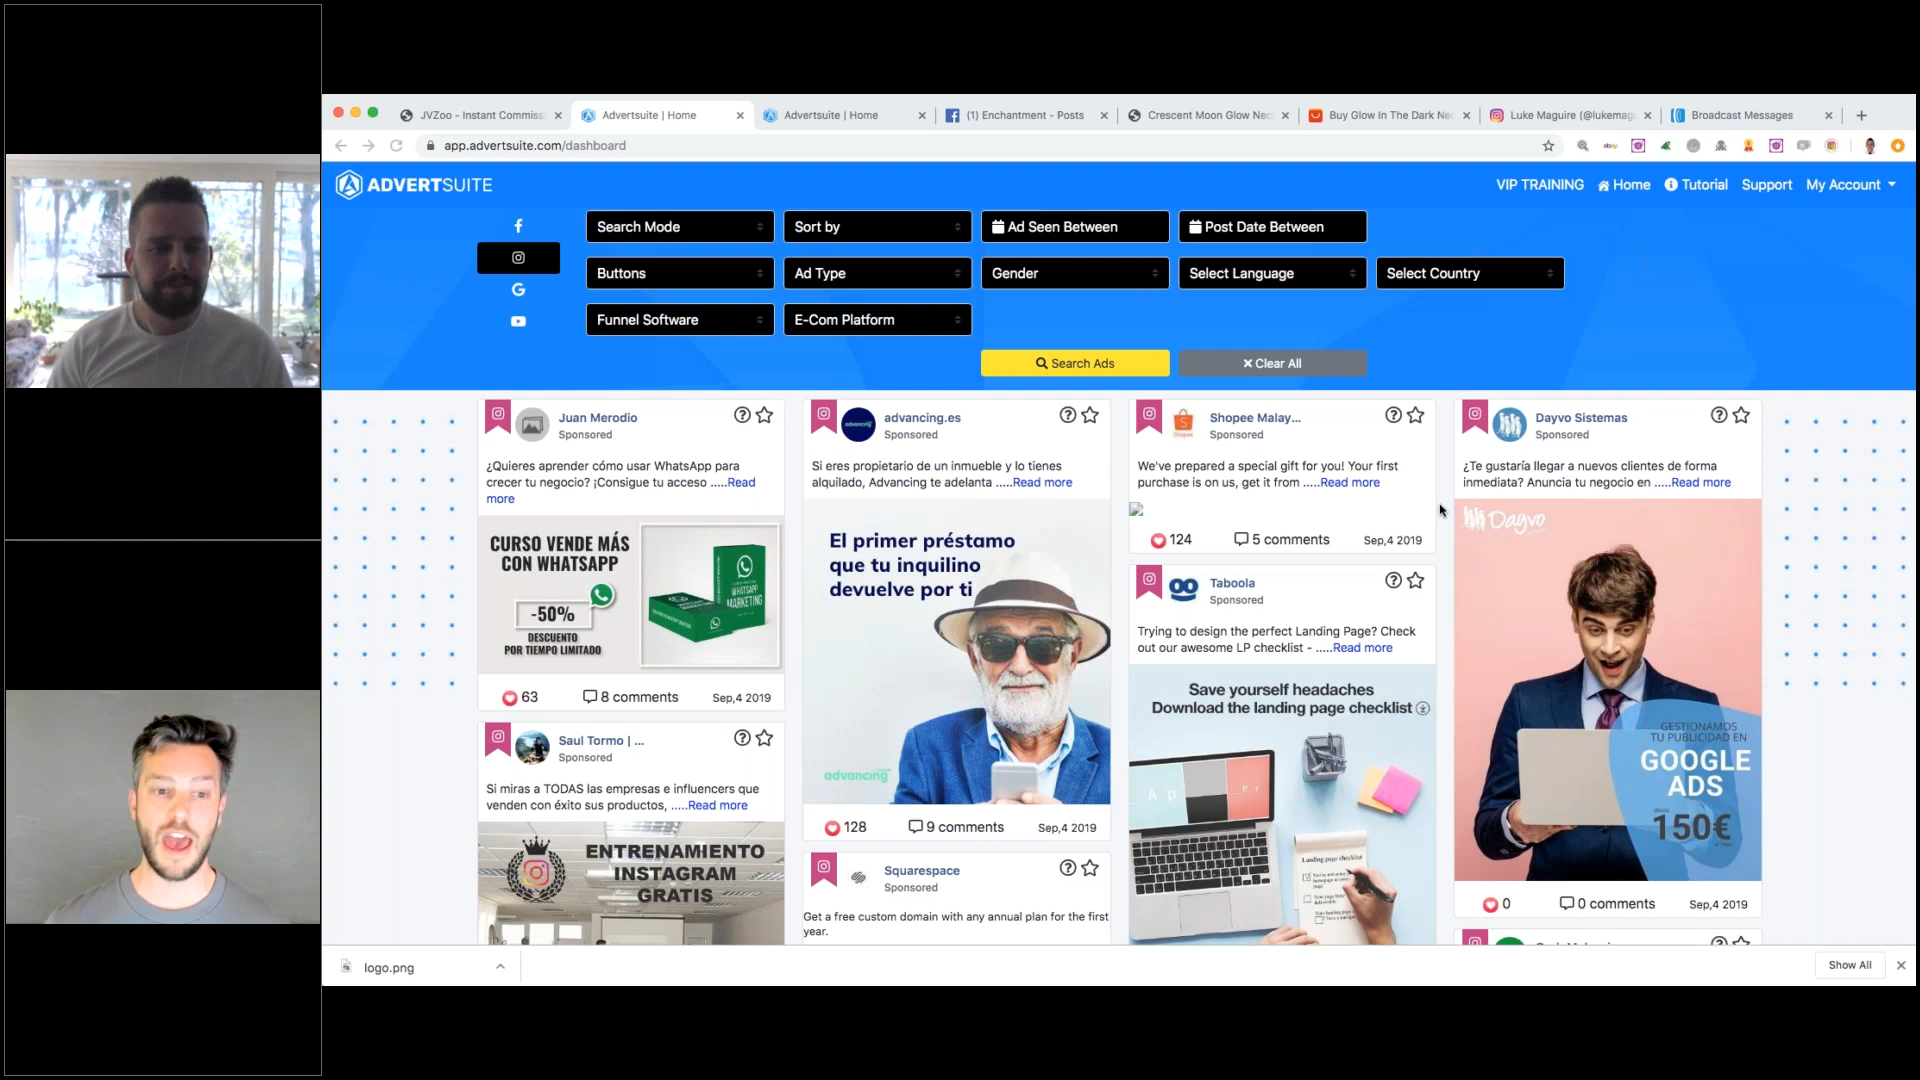 JVZoo - Instant Commiss
Advertsuite | Home
Advertsuite | Home
(1) Enchantment - Posts
Crescent Moon Glow Nec
Buy Glow In The Dark Nec
Luke Maguire (@lukemag
Broadcast Messages
app.advertsuite.com/dashboard
ADVERTSUITE
VIP TRAINING
Home
Tutorial
Support
My Account
Search Mode
Sort by
Ad Seen Between
Post Date Between
Buttons
Ad Type
Gender
Select Language
Select Country
Funnel Software
E-Com Platform
Search Ads
Clear All
Juan Merodio
Sponsored
¿Quieres aprender cómo usar WhatsApp para
crecer tu negocio? ¡Consigue tu acceso .....Read
more
CURSO VENDE MÁS
CON WHATSAPP
-50%
DESCUENTO
POR TIEMPO LIMITADO
WHATSAPP
MARKETING
63
8 comments
Sep,4 2019
Saul Tormo | ...
Sponsored
Si miras a TODAS las empresas e influencers que
venden con éxito sus productos, .....Read more
ENTRENAMIENTO
INSTAGRAM
GRATIS
advancing.es
Sponsored
Si eres propietario de un inmueble y lo tienes
alquilado, Advancing te adelanta .....Read more
El primer préstamo
que tu inquilino
devuelve por ti
advancing
128
9 comments
Sep,4 2019
Squarespace
Sponsored
Get a free custom domain with any annual plan for the first
year.
Shopee Malay...
Sponsored
We've prepared a special gift for you! Your first
purchase is on us, get it from .....Read more
124
5 comments
Sep,4 2019
Taboola
Sponsored
Trying to design the perfect Landing Page? Check
out our awesome LP checklist - .....Read more
Save yourself headaches
Download the landing page checklist
Landing page checklist
Dayvo Sistemas
Sponsored
¿Te gustaría llegar a nuevos clientes de forma
inmediata? Anuncia tu negocio en .....Read more
Dayvo
GESTIONAMOS
TU PUBLICIDAD EN
GOOGLE
ADS
desde
150€
0
0 comments
Sep,4 2019
logo.png
Show All